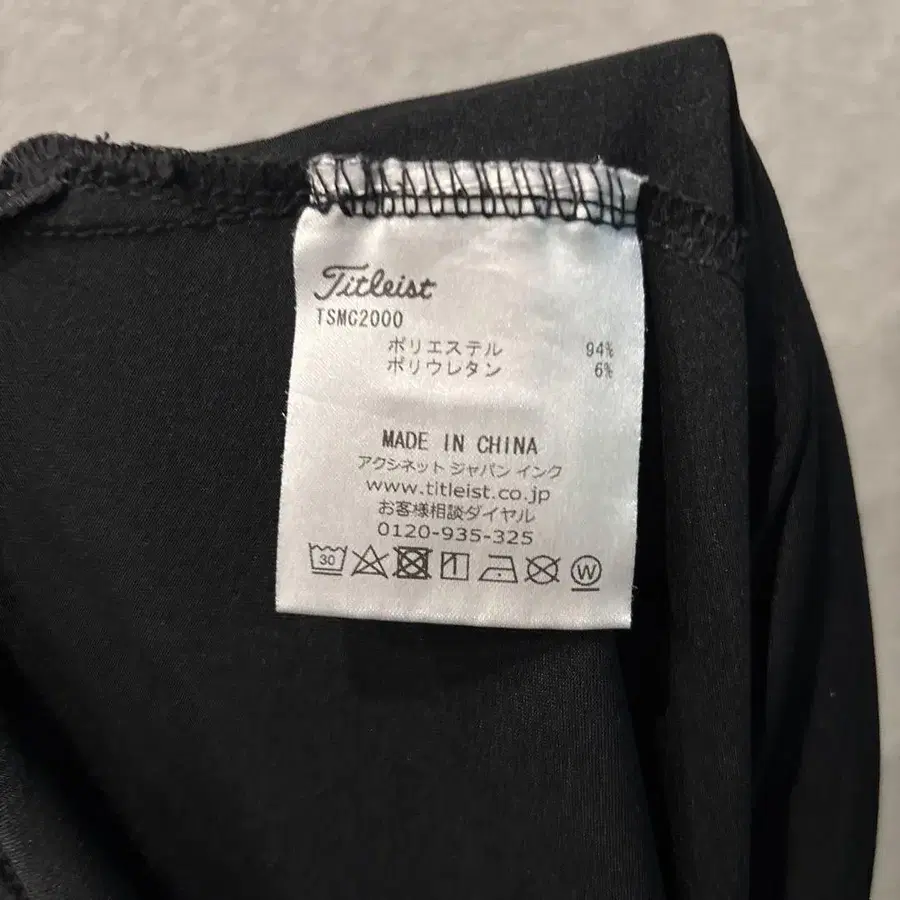 Titleist
TSMC2000
ポリエステル 94%
ポリウレタン 6%
MADE IN CHINA
アクシネット ジャパン インク
www.titleist.co.jp
お客様相談ダイヤル
0120-935-325
30 W